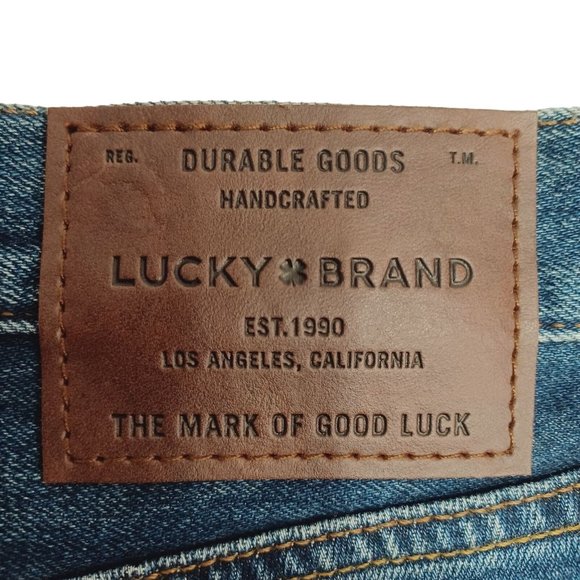 REG. DURABLE GOODS T.M.
HANDCRAFTED
LUCKY BRAND
EST.1990
LOS ANGELES, CALIFORNIA
THE MARK OF GOOD LUCK